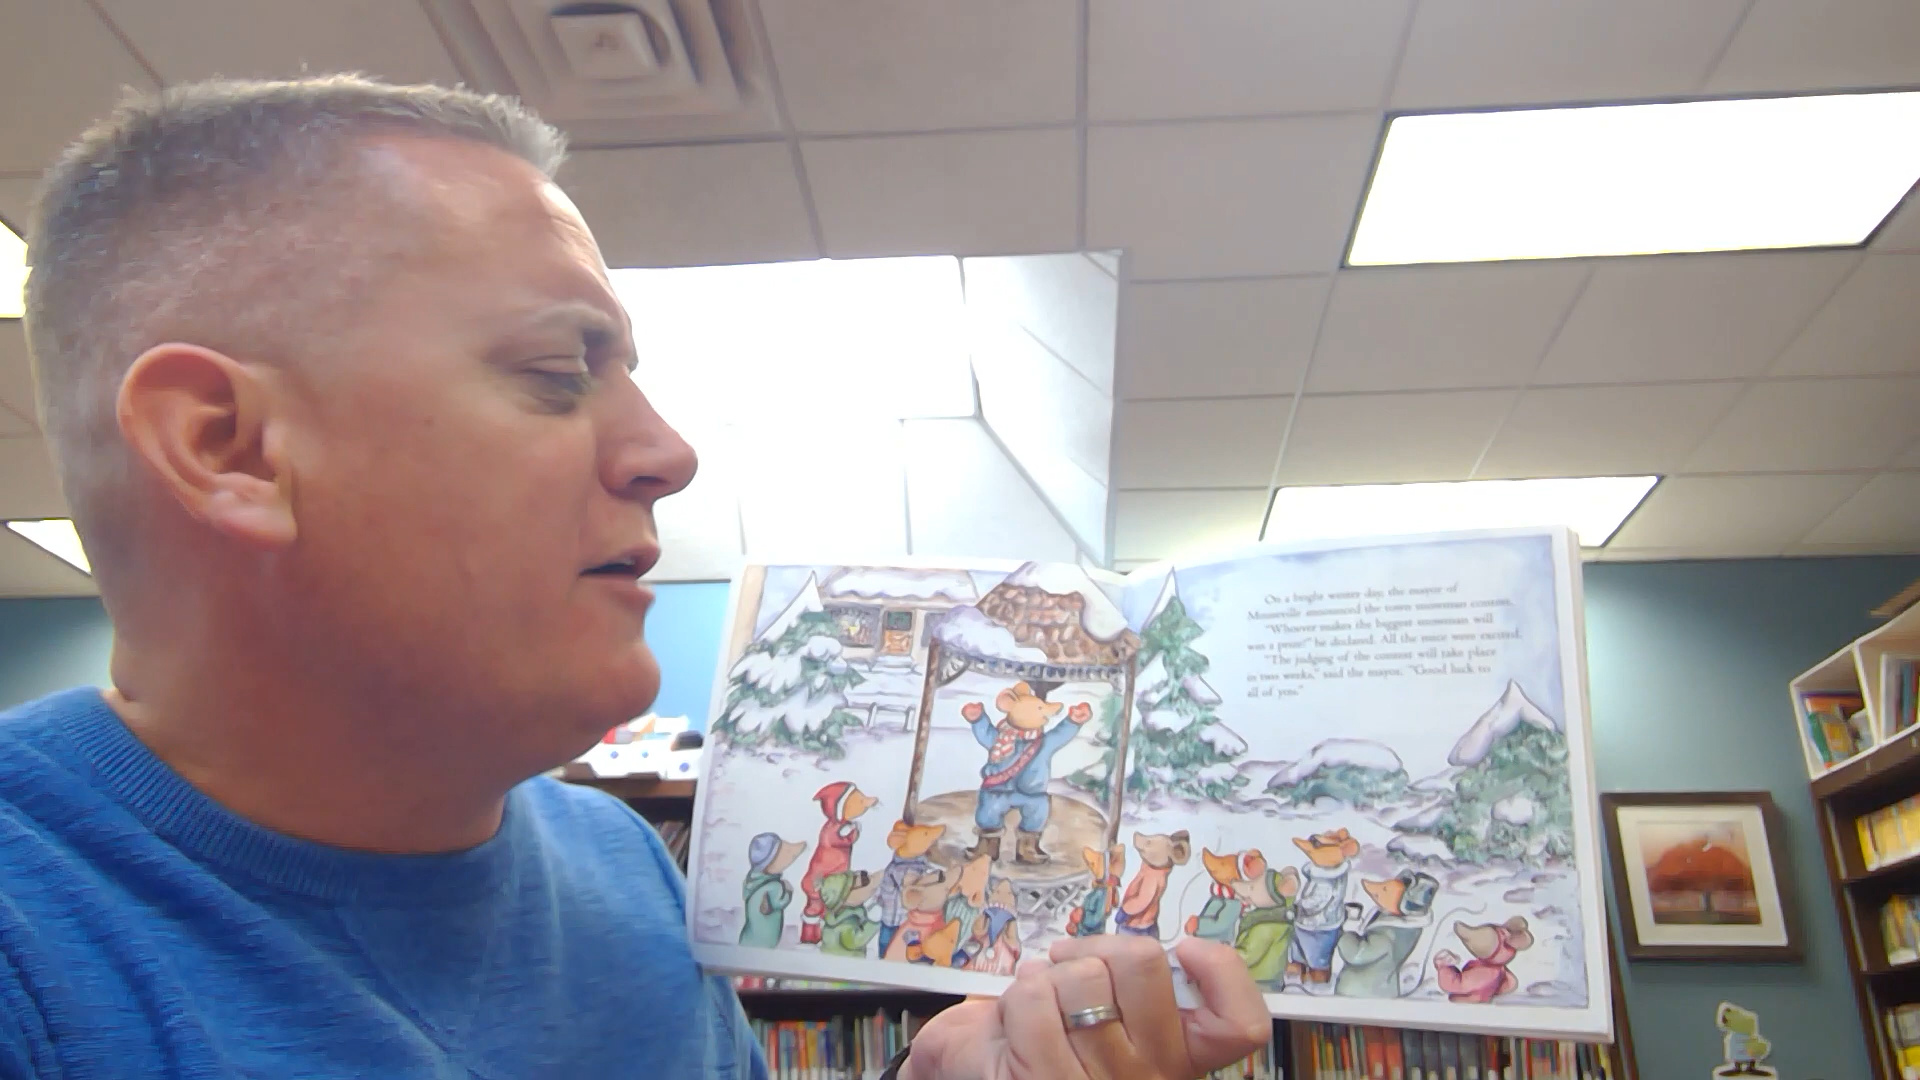 On a bright winter day, the mayor of
Mouseville announced the town snowman contest.
"Whoever makes the biggest snowman will
win a prize!" he declared. All the mice were excited.
"The judging of the contest will take place
in two weeks," said the mayor. "Good luck to
all of you."